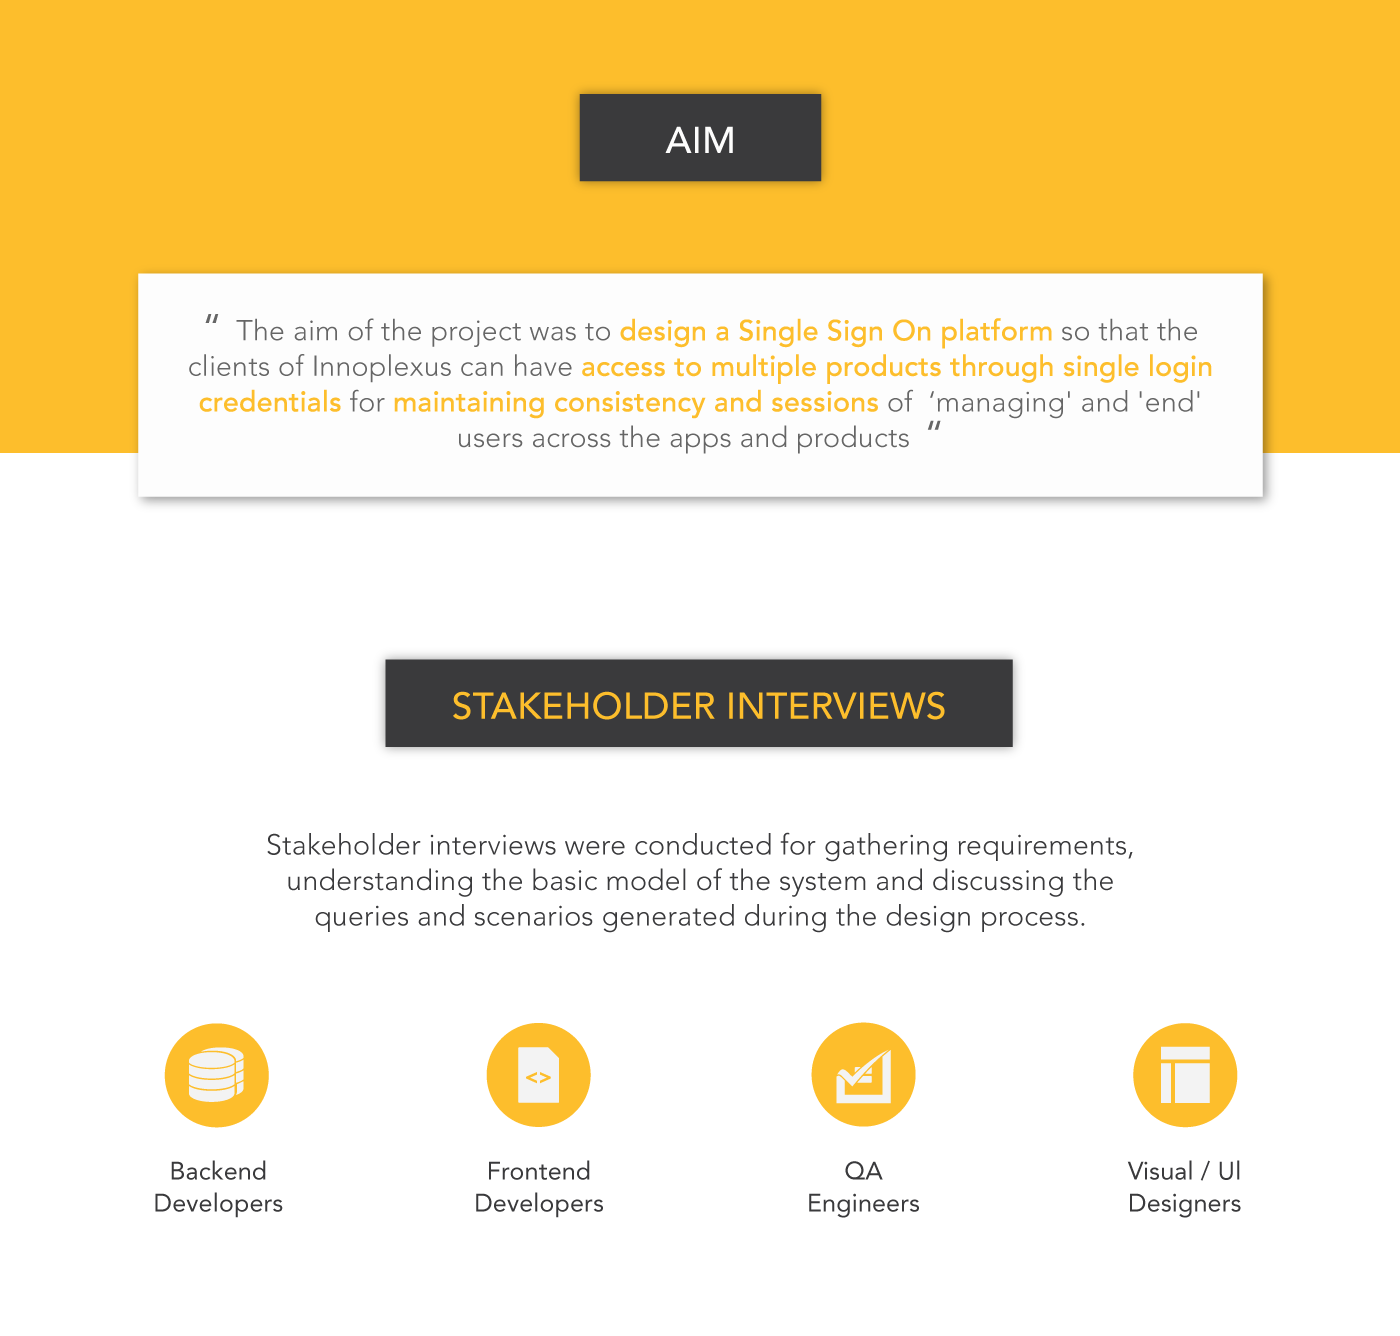 AIM
“ The aim of the project was to design a Single Sign On platform so that the
clients of Innoplexus can have access to multiple products through single login
credentials for maintaining consistency and sessions of ‘managing' and 'end'
users across the apps and products “
STAKEHOLDER INTERVIEWS
Stakeholder interviews were conducted for gathering requirements,
understanding the basic model of the system and discussing the
queries and scenarios generated during the design process.
<>
Backend
Developers
Frontend
Developers
QA
Engineers
Visual / UI
Designers